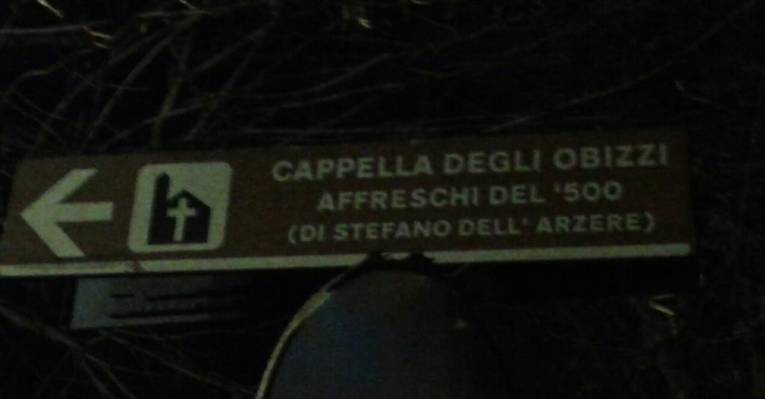 CAPPELLA DEGLI OBIZZI
AFFRESCHI DEL '500
(DI STEFANO DELL' ARZERE)